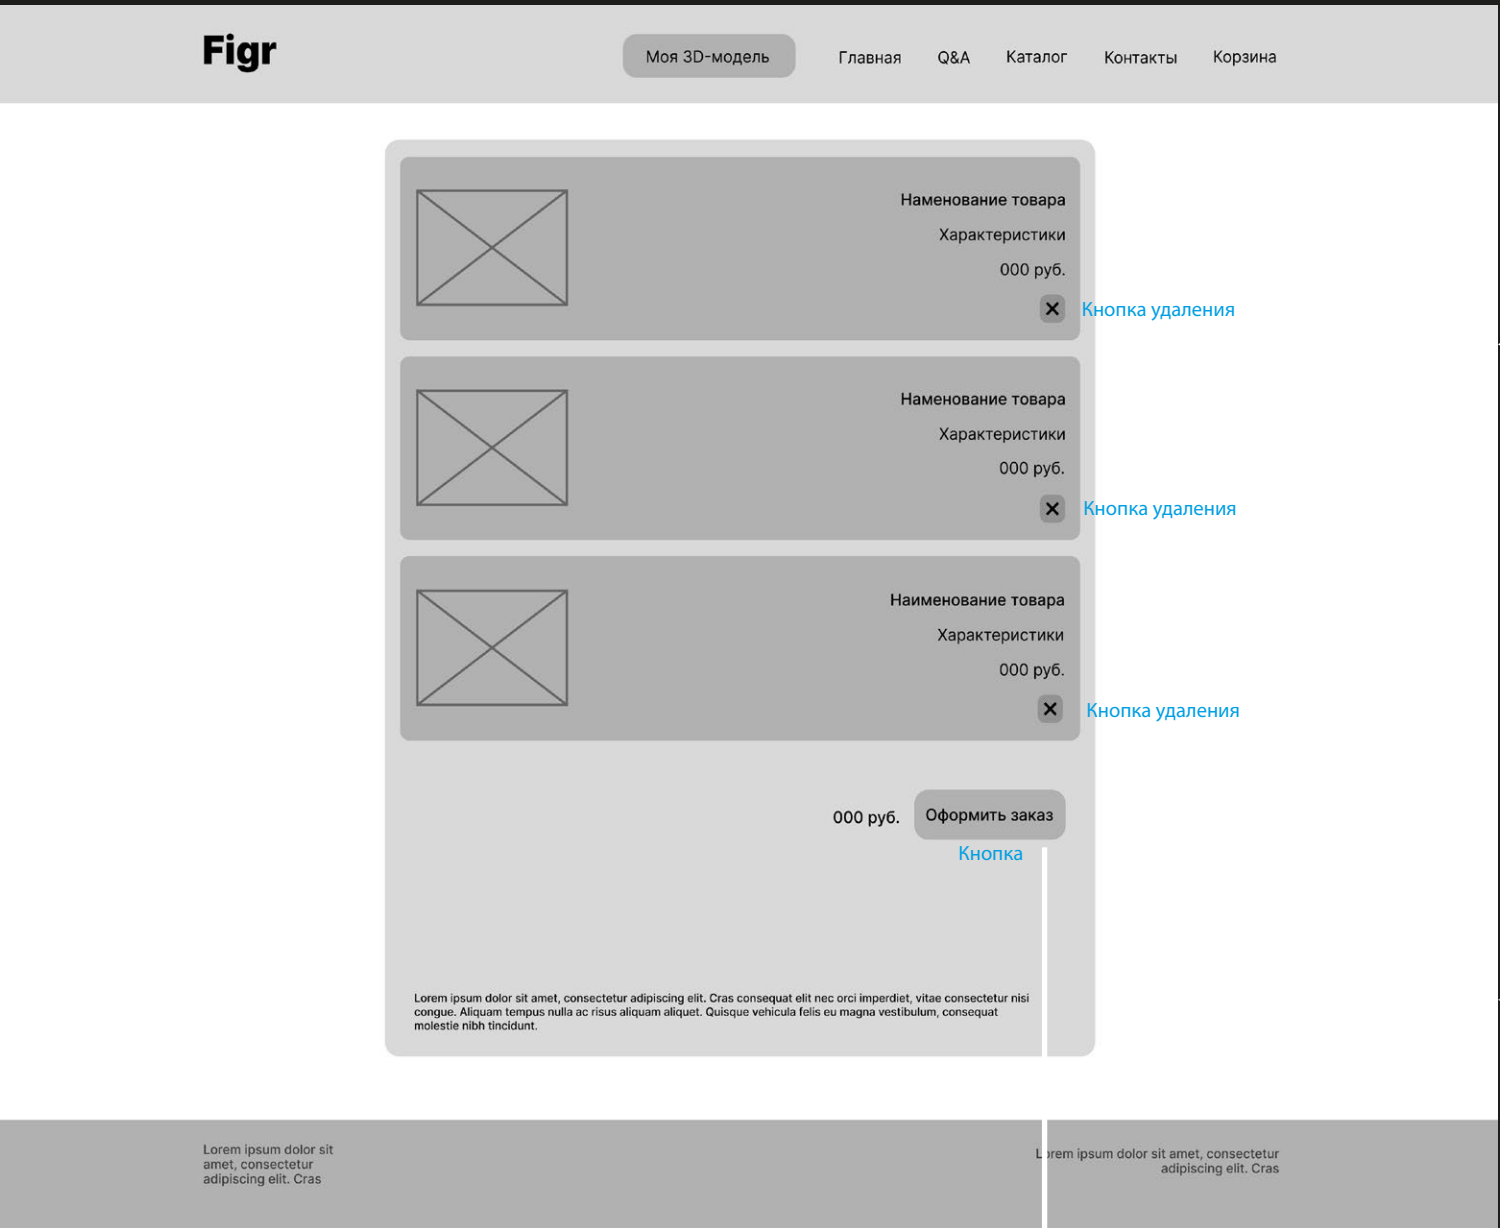 Figr
Моя 3D-модель
Главная
Q&A
Каталог
Контакты
Корзина
Наменование товара
Характеристики
000 руб.
Кнопка удаления
Наменование товара
Характеристики
000 руб.
Кнопка удаления
Наименование товара
Характеристики
000 руб.
Кнопка удаления
000 руб.
Оформить заказ
Кнопка
Lorem ipsum dolor sit amet, consectetur adipiscing elit. Cras consequat elit nec orci imperdiet, vitae consectetur nisi
congue. Aliquam tempus nulla ac risus aliquam aliquet. Quisque vehicula felis eu magna vestibulum, consequat
molestie nibh tincidunt.
Lorem ipsum dolor sit
amet, consectetur
adipiscing elit. Cras
Lorem ipsum dolor sit amet, consectetur
adipiscing elit. Cras